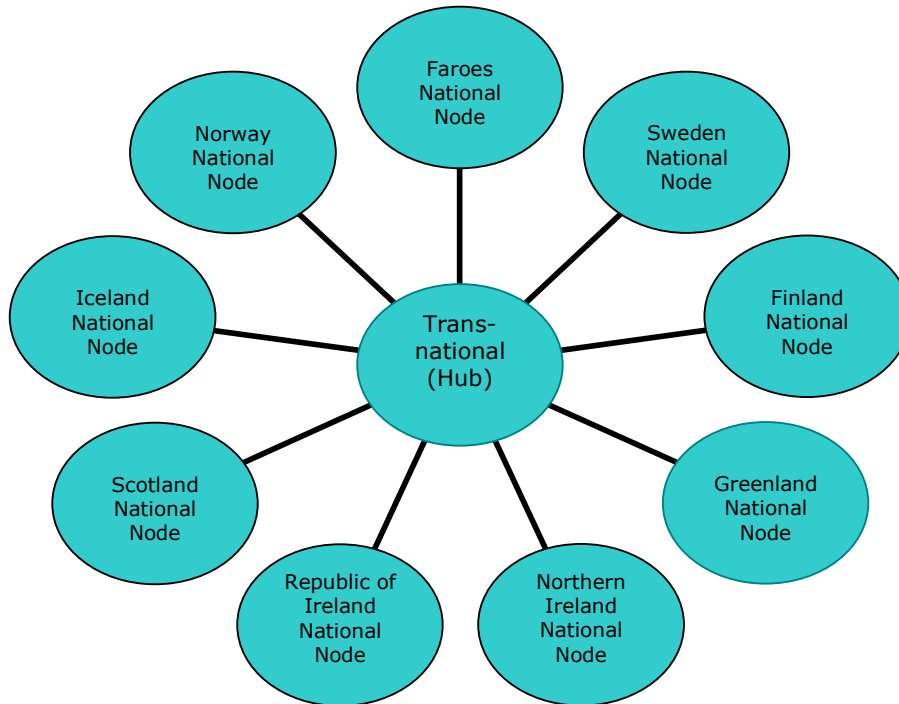 Faroes
National
Node
Norway
National
Node
Sweden
National
Node
Iceland
National
Node
Finland
National
Node
Trans-
national
(Hub)
Scotland
National
Node
Greenland
National
Node
Republic of
Ireland
National
Node
Northern
Ireland
National
Node